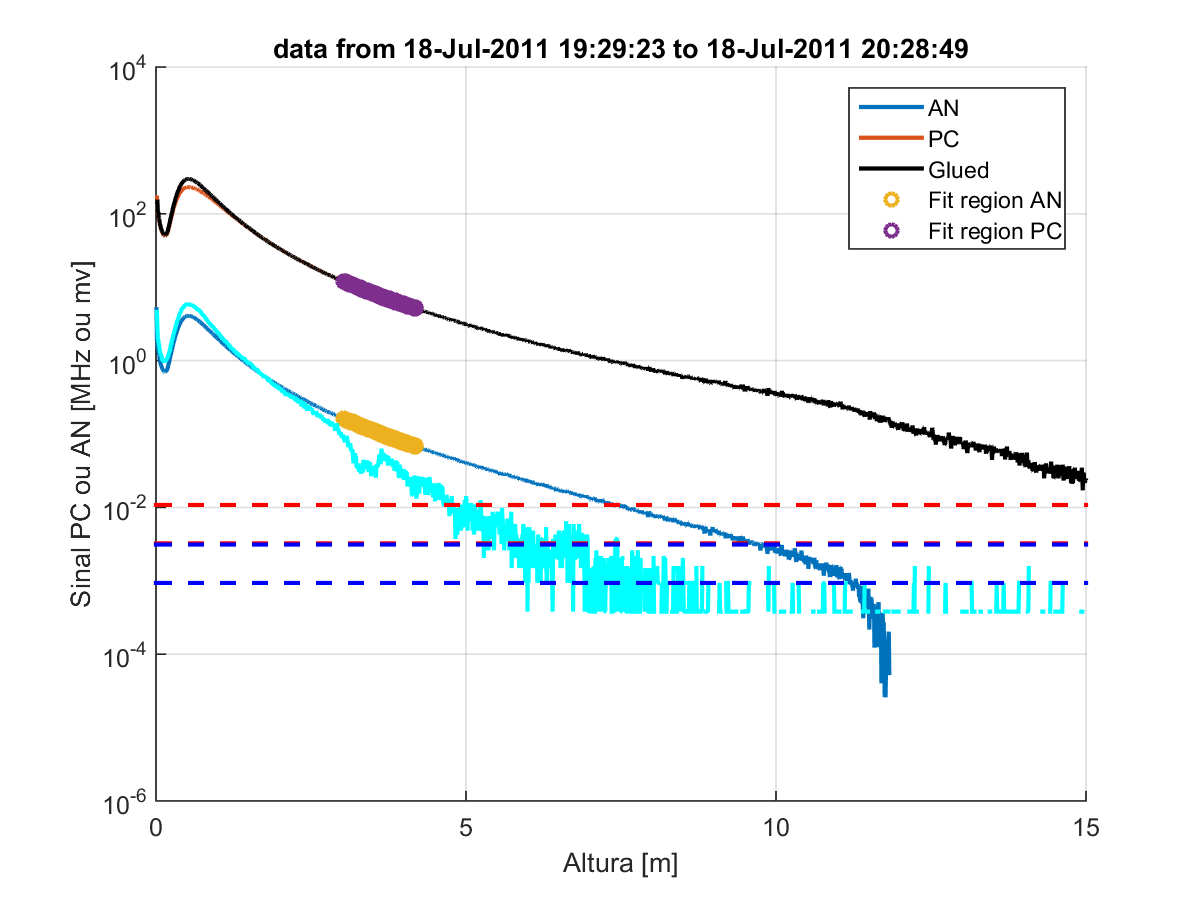 data from 18-Jul-2011 19:29:23 to 18-Jul-2011 20:28:49
AN
PC
Glued
Fit region AN
Fit region PC
Sinal PC ou AN [MHz ou mv]
10^4
10^2
10^0
10^-2
10^-4
10^-6
0 5 10 15
Altura [m]